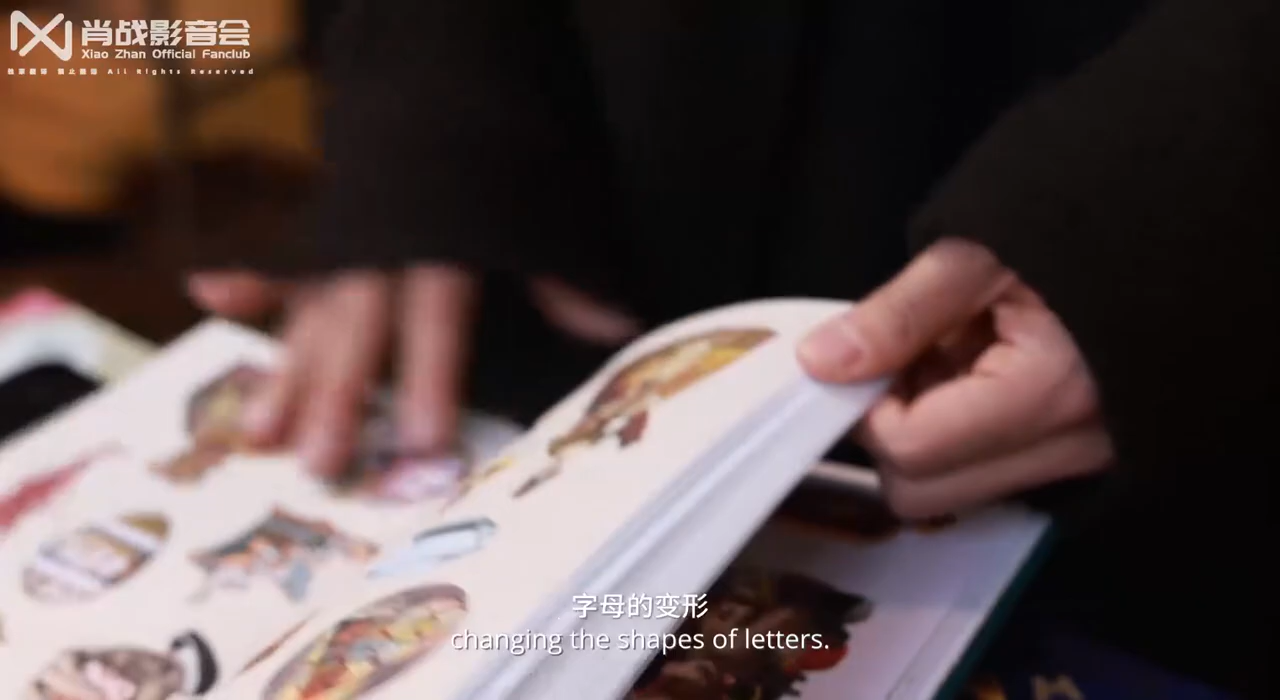 肖战影音会
Xiao Zhan Official Fanclub
All Rights Reserved
字母的变形
changing the shapes of letters.